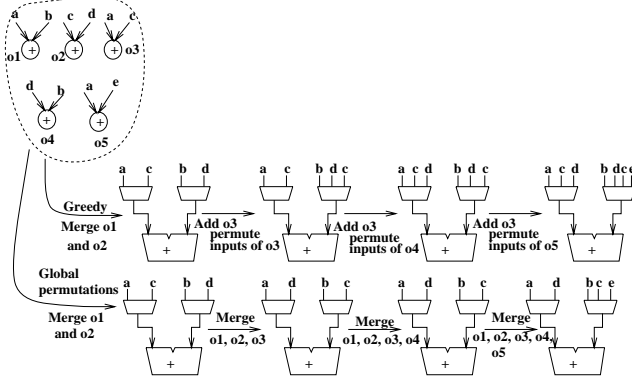 a b c d a c
+ + +
o1 o2 o3
d b a e
+ +
o4 o5
a c b d a c b d c a c d b d c a c d b d c e
Greedy
Merge o1
and o2
Add o3
permute
inputs of o3
Add o3
permute
inputs of o4
Add o3
permute
inputs of o5
+ + + +
Global
permutations
Merge o1
and o2
a c b d a d b c a d b c a d b c e
Merge
o1, o2, o3
Merge
o1, o2, o3, o4
Merge
o1, o2, o3, o4,
o5
+ + + +